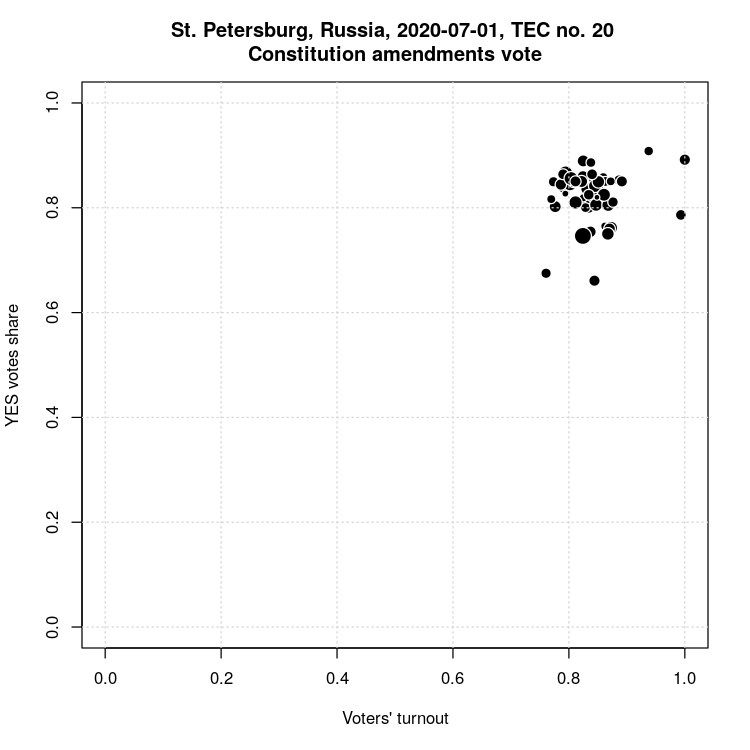 St. Petersburg, Russia, 2020-07-01, TEC no. 20
Constitution amendments vote
YES votes share
1.0
0.8
0.6
0.4
0.2
0.0
0.0 0.2 0.4 0.6 0.8 1.0
Voters' turnout